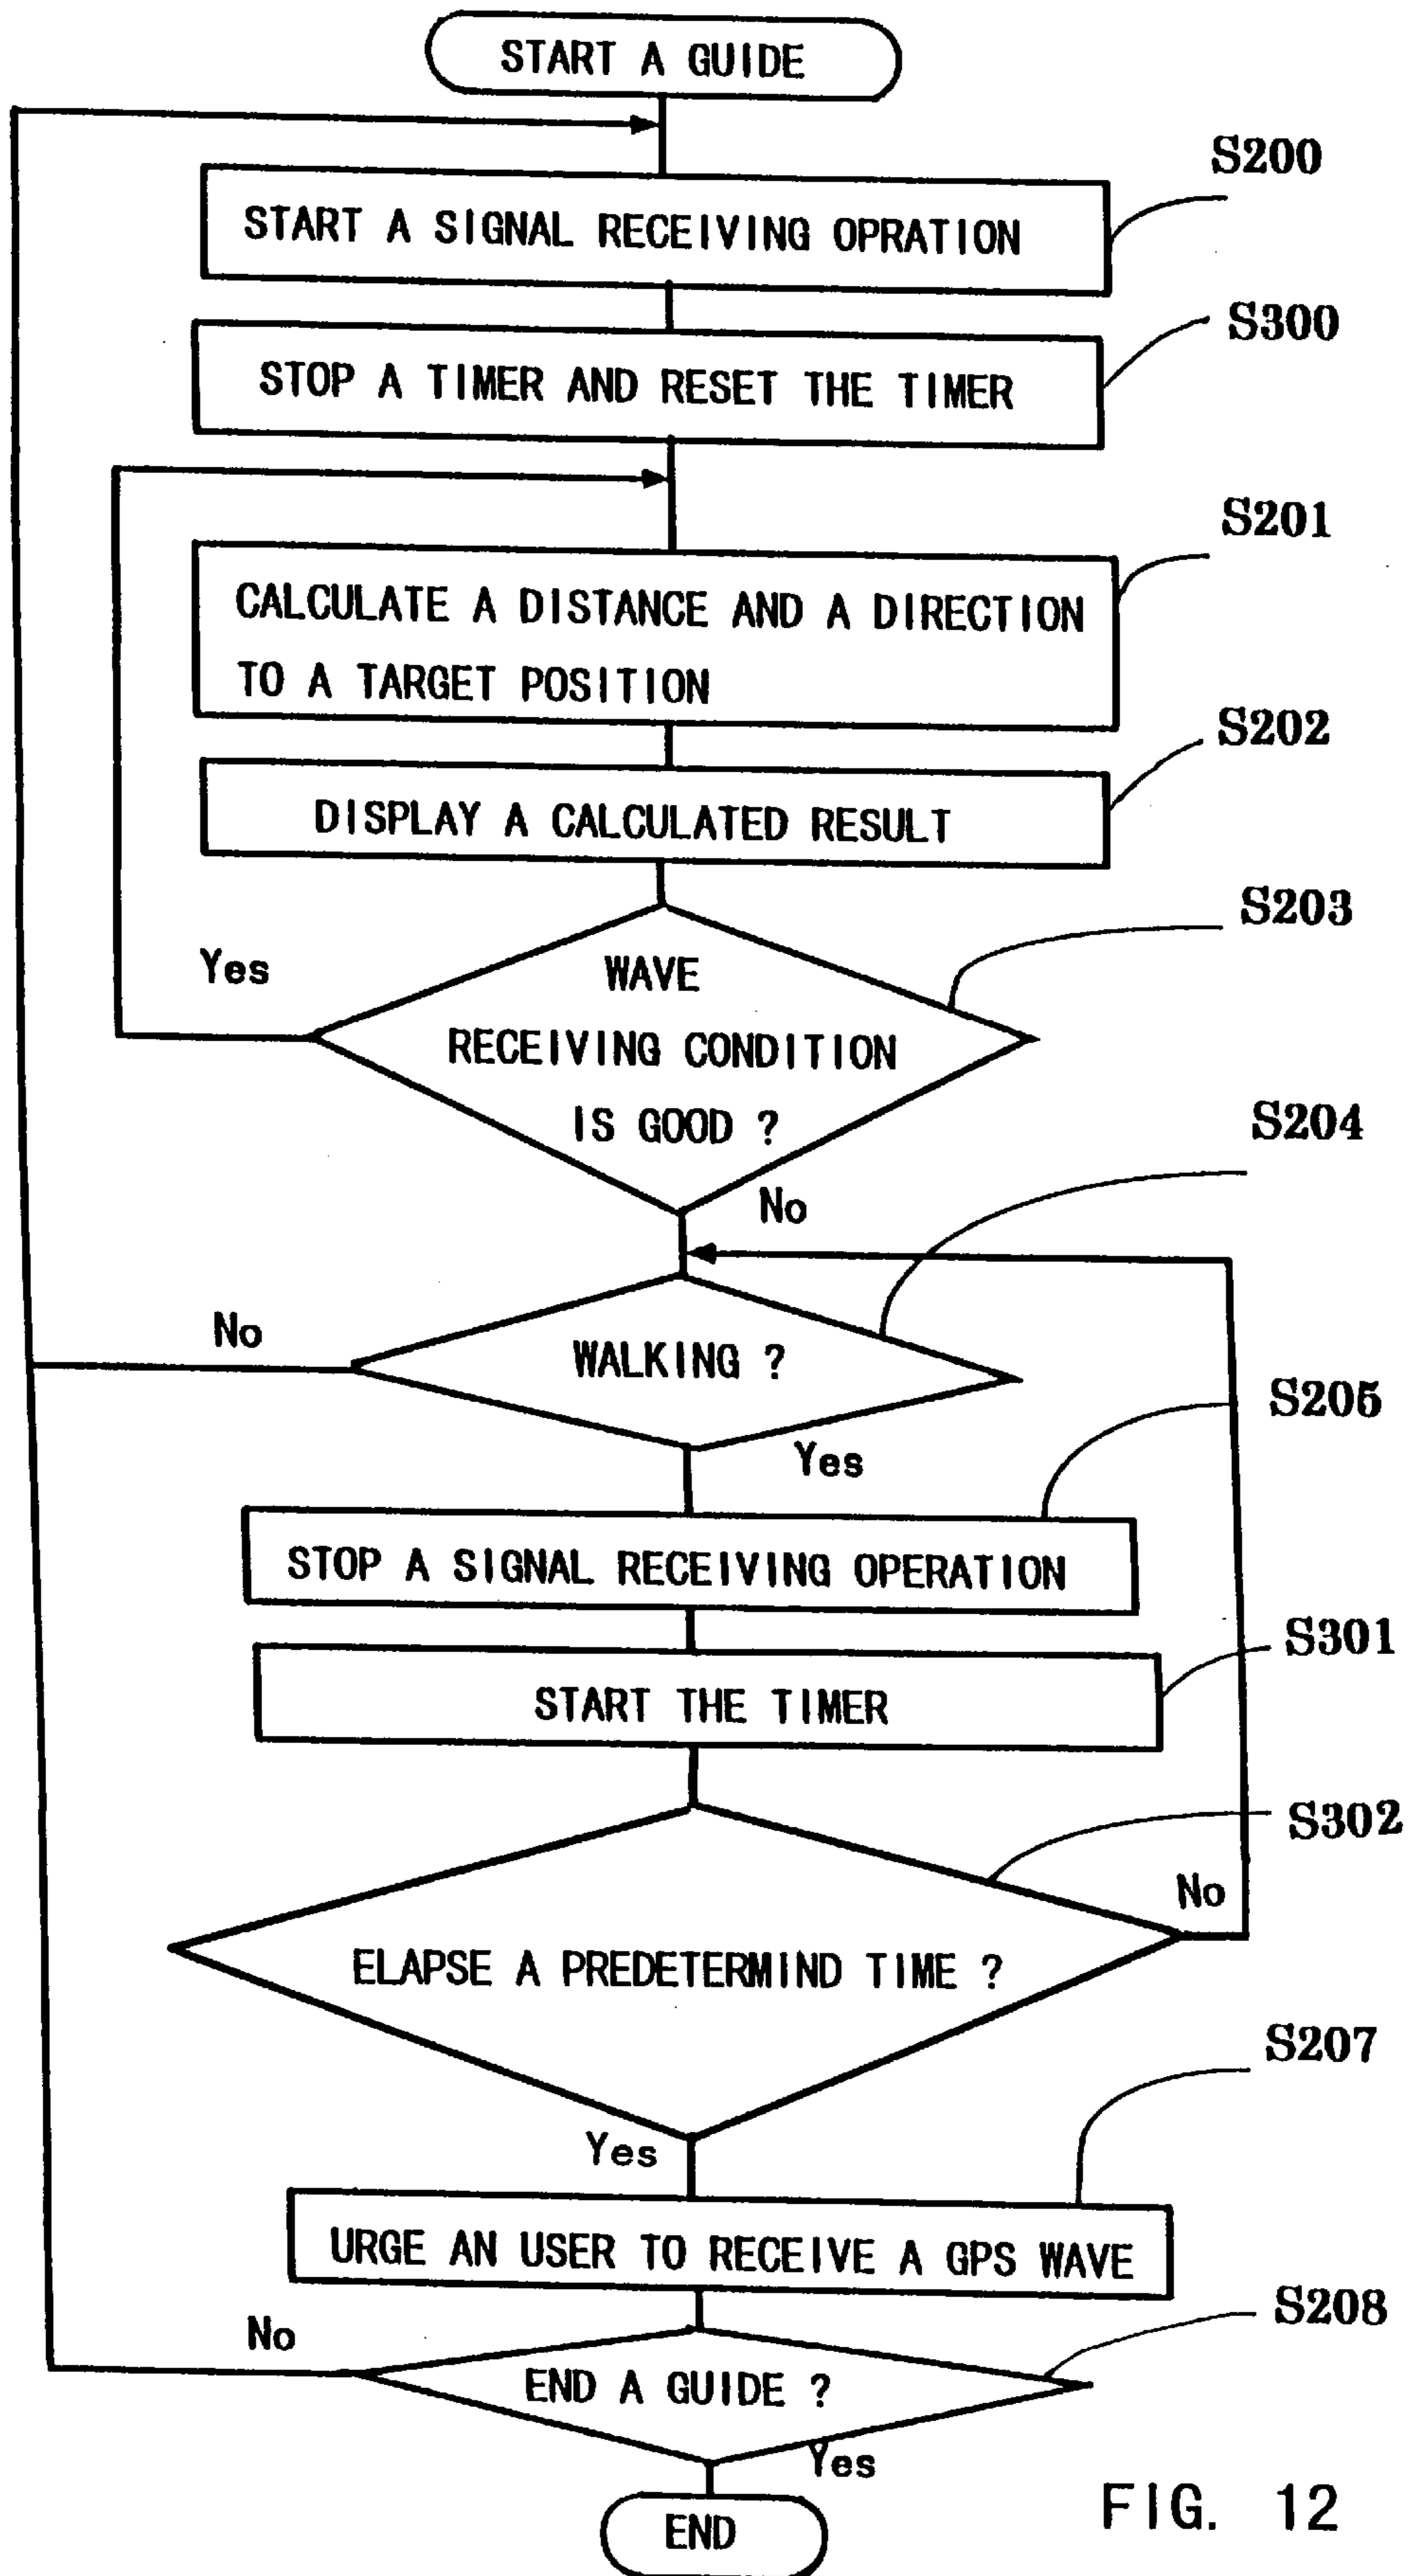 START A GUIDE
S200
START A SIGNAL RECEIVING OPRATION
S300
STOP A TIMER AND RESET THE TIMER
S201
CALCULATE A DISTANCE AND A DIRECTION
TO A TARGET POSITION
S202
DISPLAY A CALCULATED RESULT
S203
Yes
WAVE
RECEIVING CONDITION
IS GOOD ?
S204
No
No
WALKING ?
S205
Yes
STOP A SIGNAL RECEIVING OPERATION
S301
START THE TIMER
S302
No
ELAPSE A PREDETERMIND TIME ?
S207
Yes
URGE AN USER TO RECEIVE A GPS WAVE
S208
No
END A GUIDE ?
Yes
END
FIG. 12